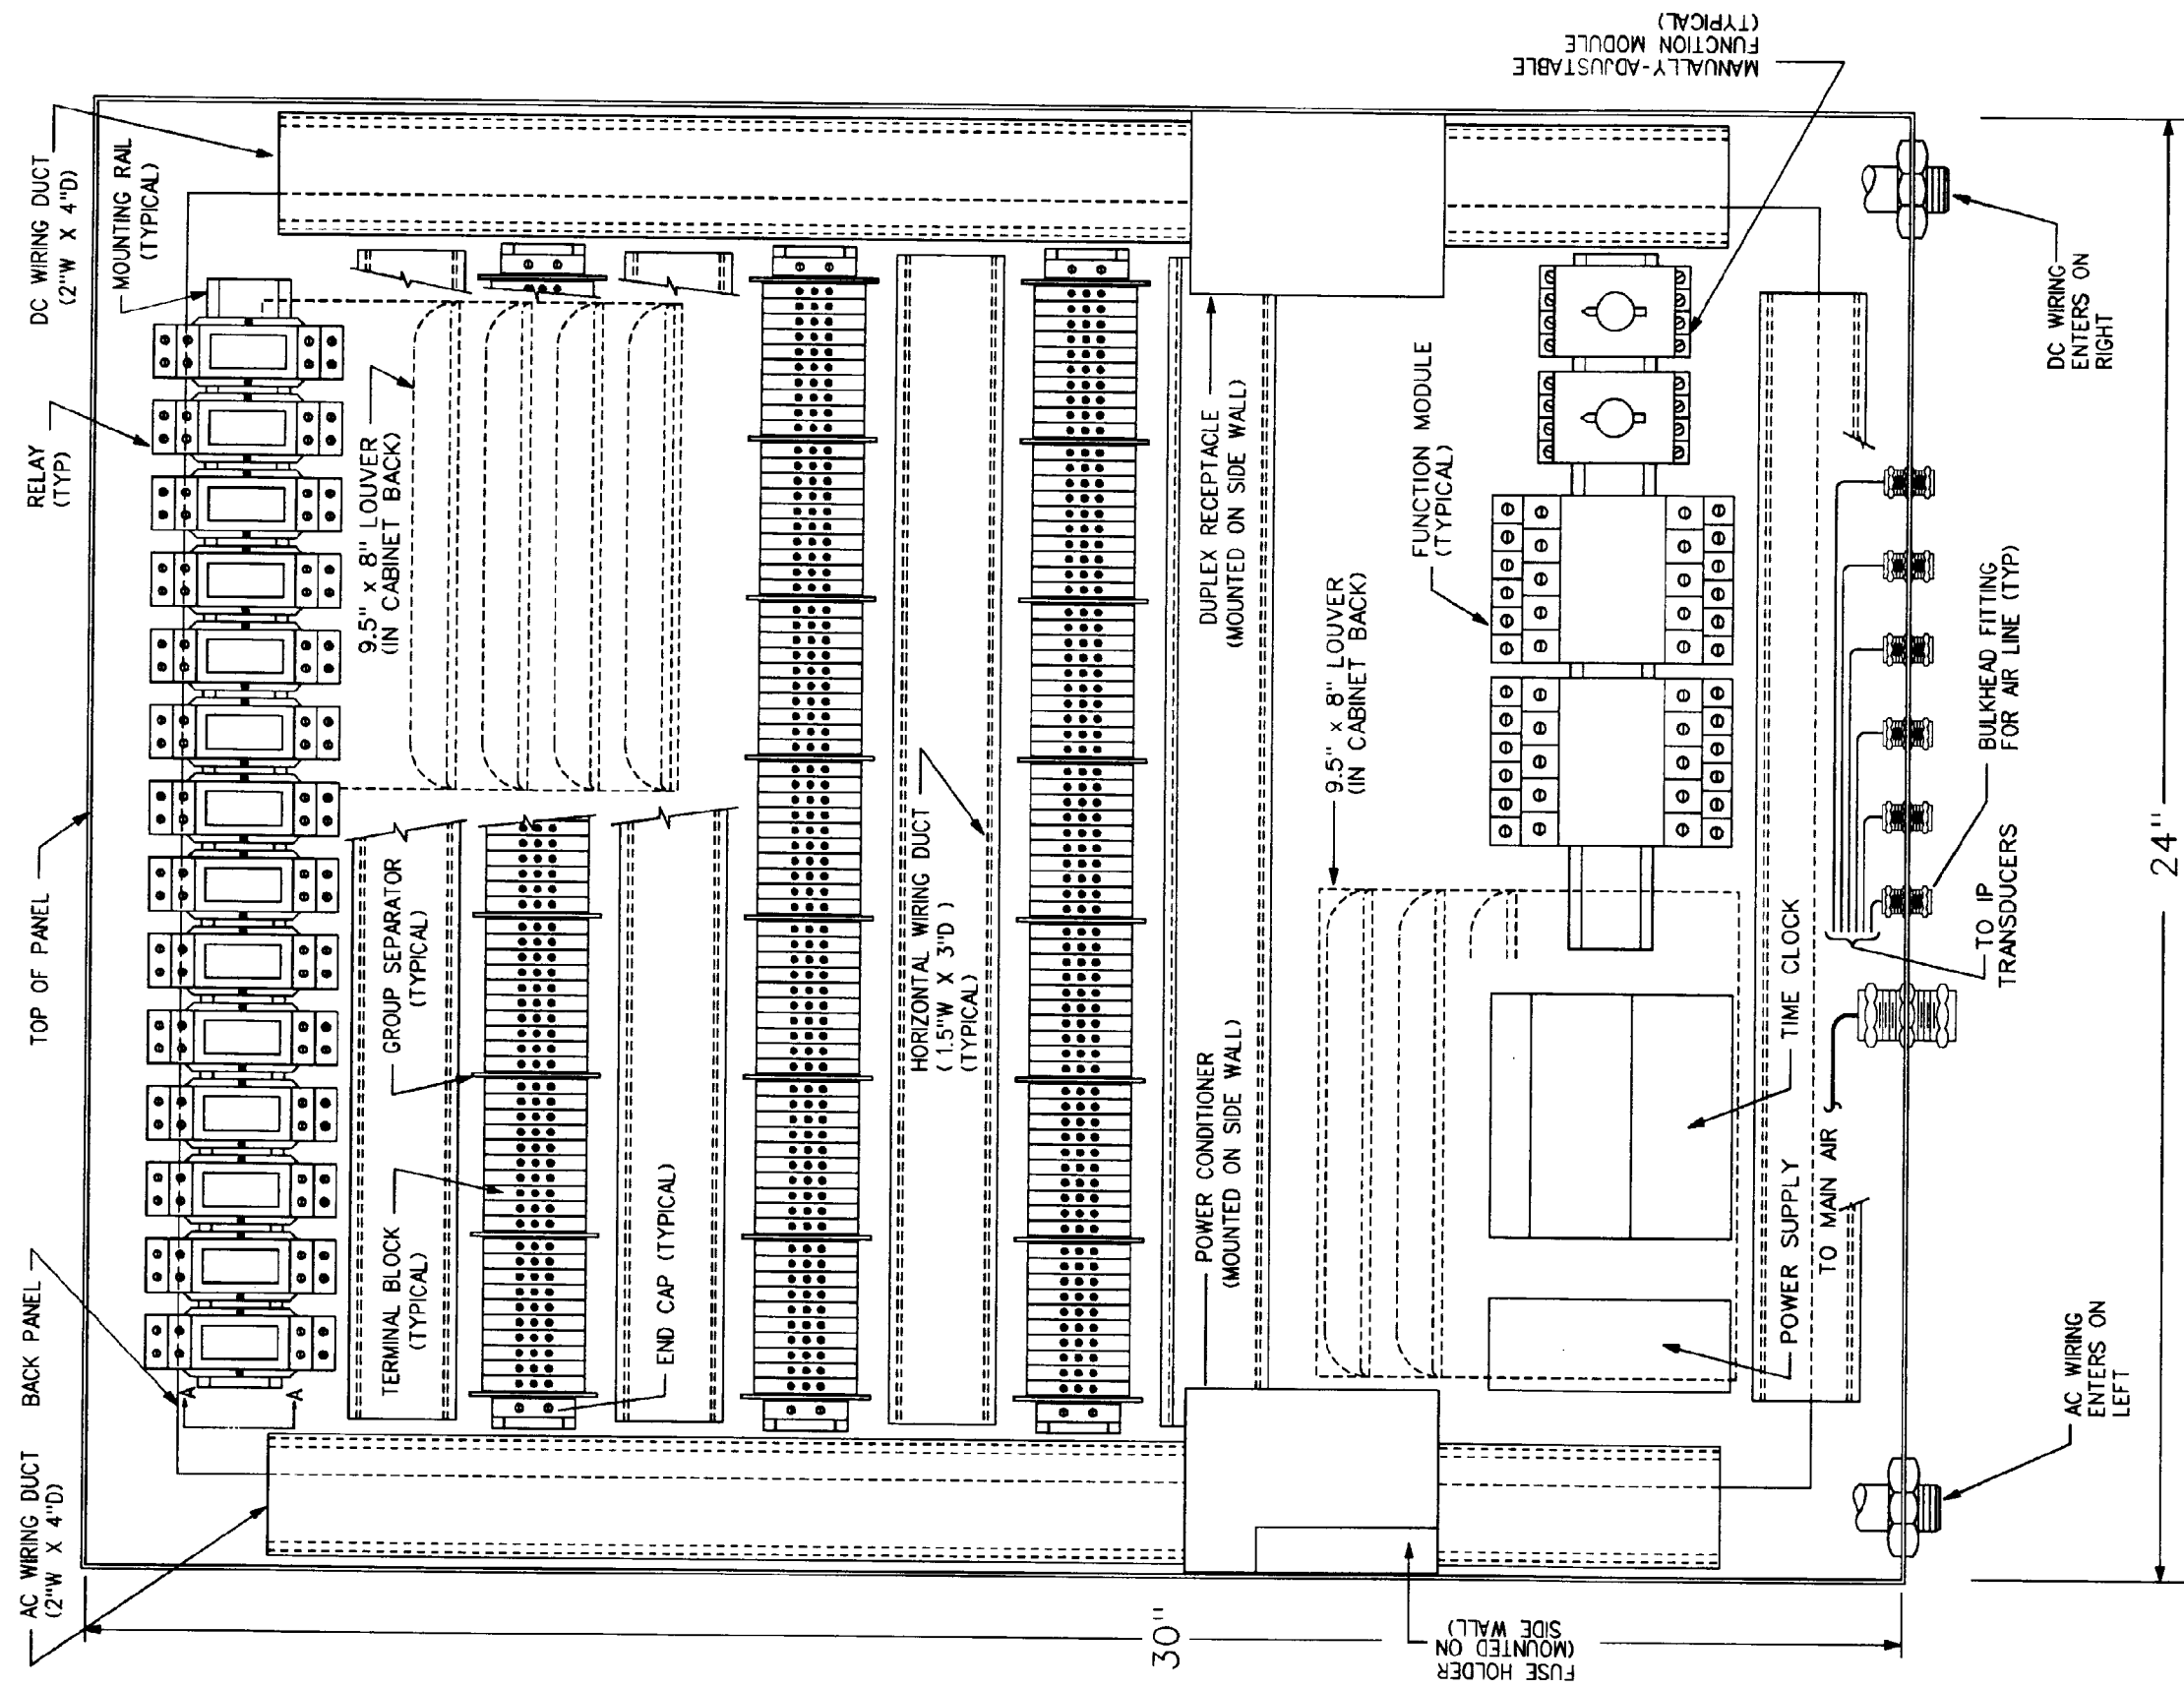 TOP OF PANEL
AC WIRING DUCT
(2"W X 4"D)
BACK PANEL
RELAY
(TYP)
DC WIRING DUCT
(2"W X 4"D)
MOUNTING RAIL
(TYPICAL)
A
A
9.5" x 8" LOUVER
(IN CABINET BACK)
TERMINAL BLOCK
(TYPICAL)
GROUP SEPARATOR
(TYPICAL)
END CAP (TYPICAL)
HORIZONTAL WIRING DUCT
( 1.5"W X 3"D )
(TYPICAL)
POWER CONDITIONER
(MOUNTED ON SIDE WALL)
DUPLEX RECEPTACLE
(MOUNTED ON SIDE WALL)
30"
9.5" x 8" LOUVER
(IN CABINET BACK)
FUNCTION MODULE
(TYPICAL)
FUSE HOLDER
(MOUNTED ON
SIDE WALL)
MANUALLY-ADJUSTABLE
FUNCTION MODULE
(TYPICAL)
POWER SUPPLY
TIME CLOCK
TO MAIN AIR
TO IP
TRANSDUCERS
BULKHEAD FITTING
FOR AIR LINE (TYP)
AC WIRING
ENTERS ON
LEFT
DC WIRING
ENTERS ON
RIGHT
24"